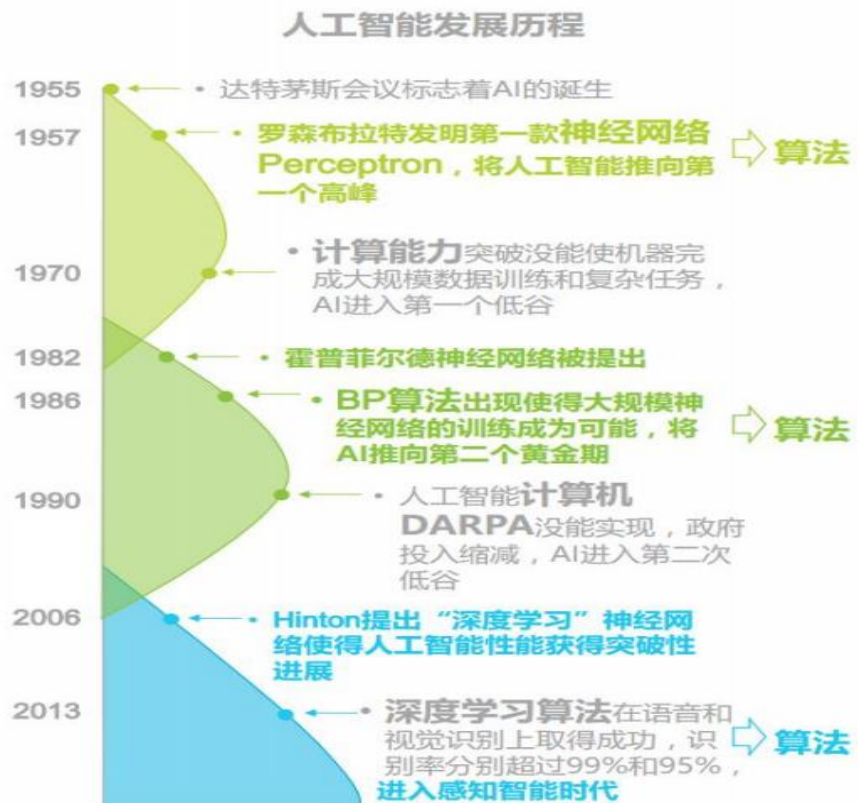 人工智能发展历程
1955
• 达特茅斯会议标志着AI的诞生
1957
• 罗森布拉特发明第一款神经网络
Perceptron，将人工智能推向第
一个高峰
算法
1970
• 计算能力突破没能使机器完
成大规模数据训练和复杂任务，
AI进入第一个低谷
1982
• 霍普菲尔德神经网络被提出
1986
• BP算法出现使得大规模神
经网络的训练成为可能，将
AI推向第二个黄金期
算法
1990
• 人工智能计算机
DARPA没能实现，政府
投入缩减，AI进入第二次
低谷
2006
• Hinton提出“深度学习”神经网
络使得人工智能性能获得突破性
进展
2013
• 深度学习算法在语音和
视觉识别上取得成功，识
别率分别超过99%和95%，
进入感知智能时代
算法